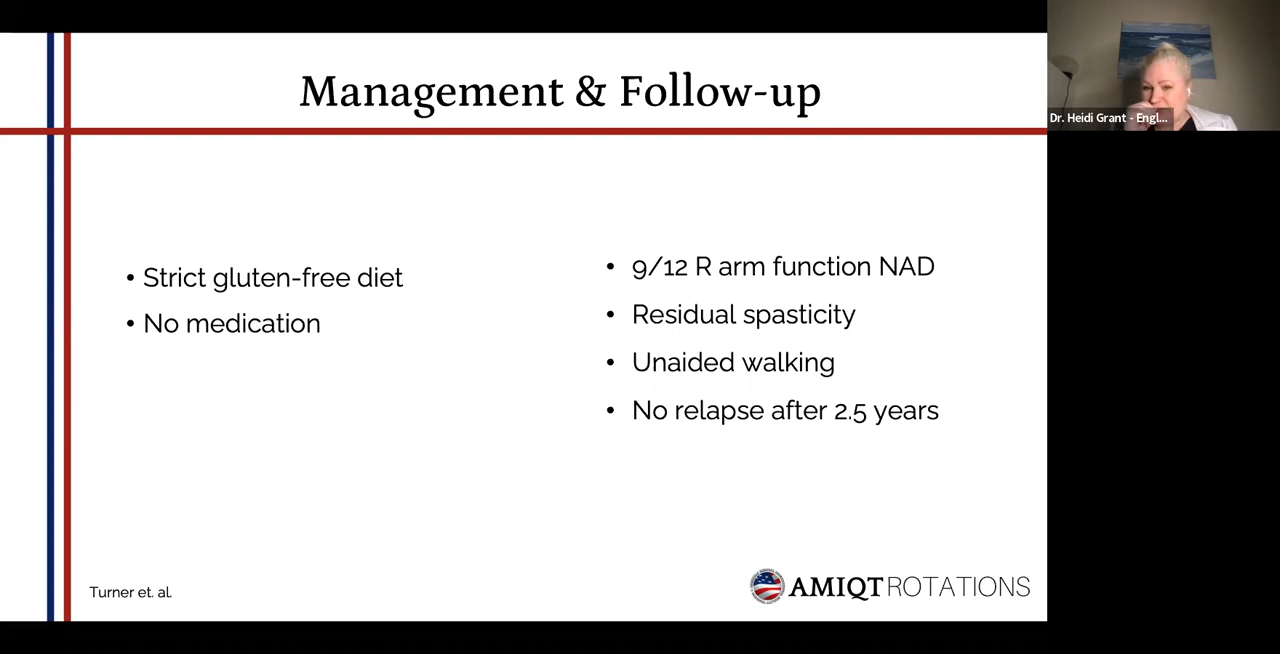 Management & Follow-up
Dr. Heidi Grant - Engl...
• Strict gluten-free diet
• No medication
• 9/12 R arm function NAD
• Residual spasticity
• Unaided walking
• No relapse after 2.5 years
Turner et. al.
AMIQT ROTATIONS